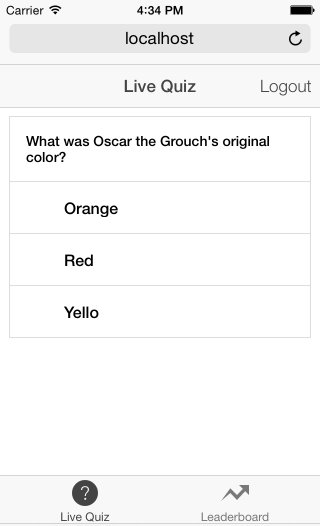 Carrier 4:34 PM
localhost
Live Quiz Logout
What was Oscar the Grouch's original
color?
Orange
Red
Yello
?
Live Quiz Leaderboard